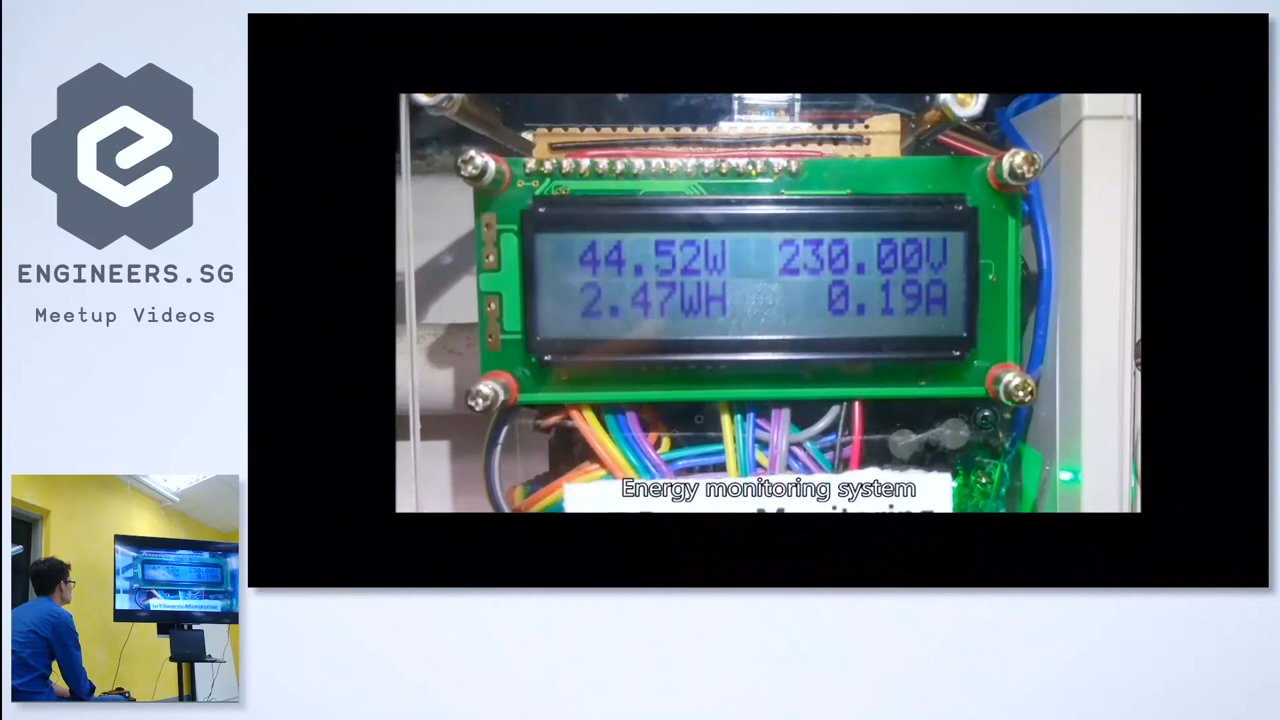 ENGINEERS.SG
Meetup Videos
44.52W 230.00V
2.47WH 0.19A
Energy monitoring system